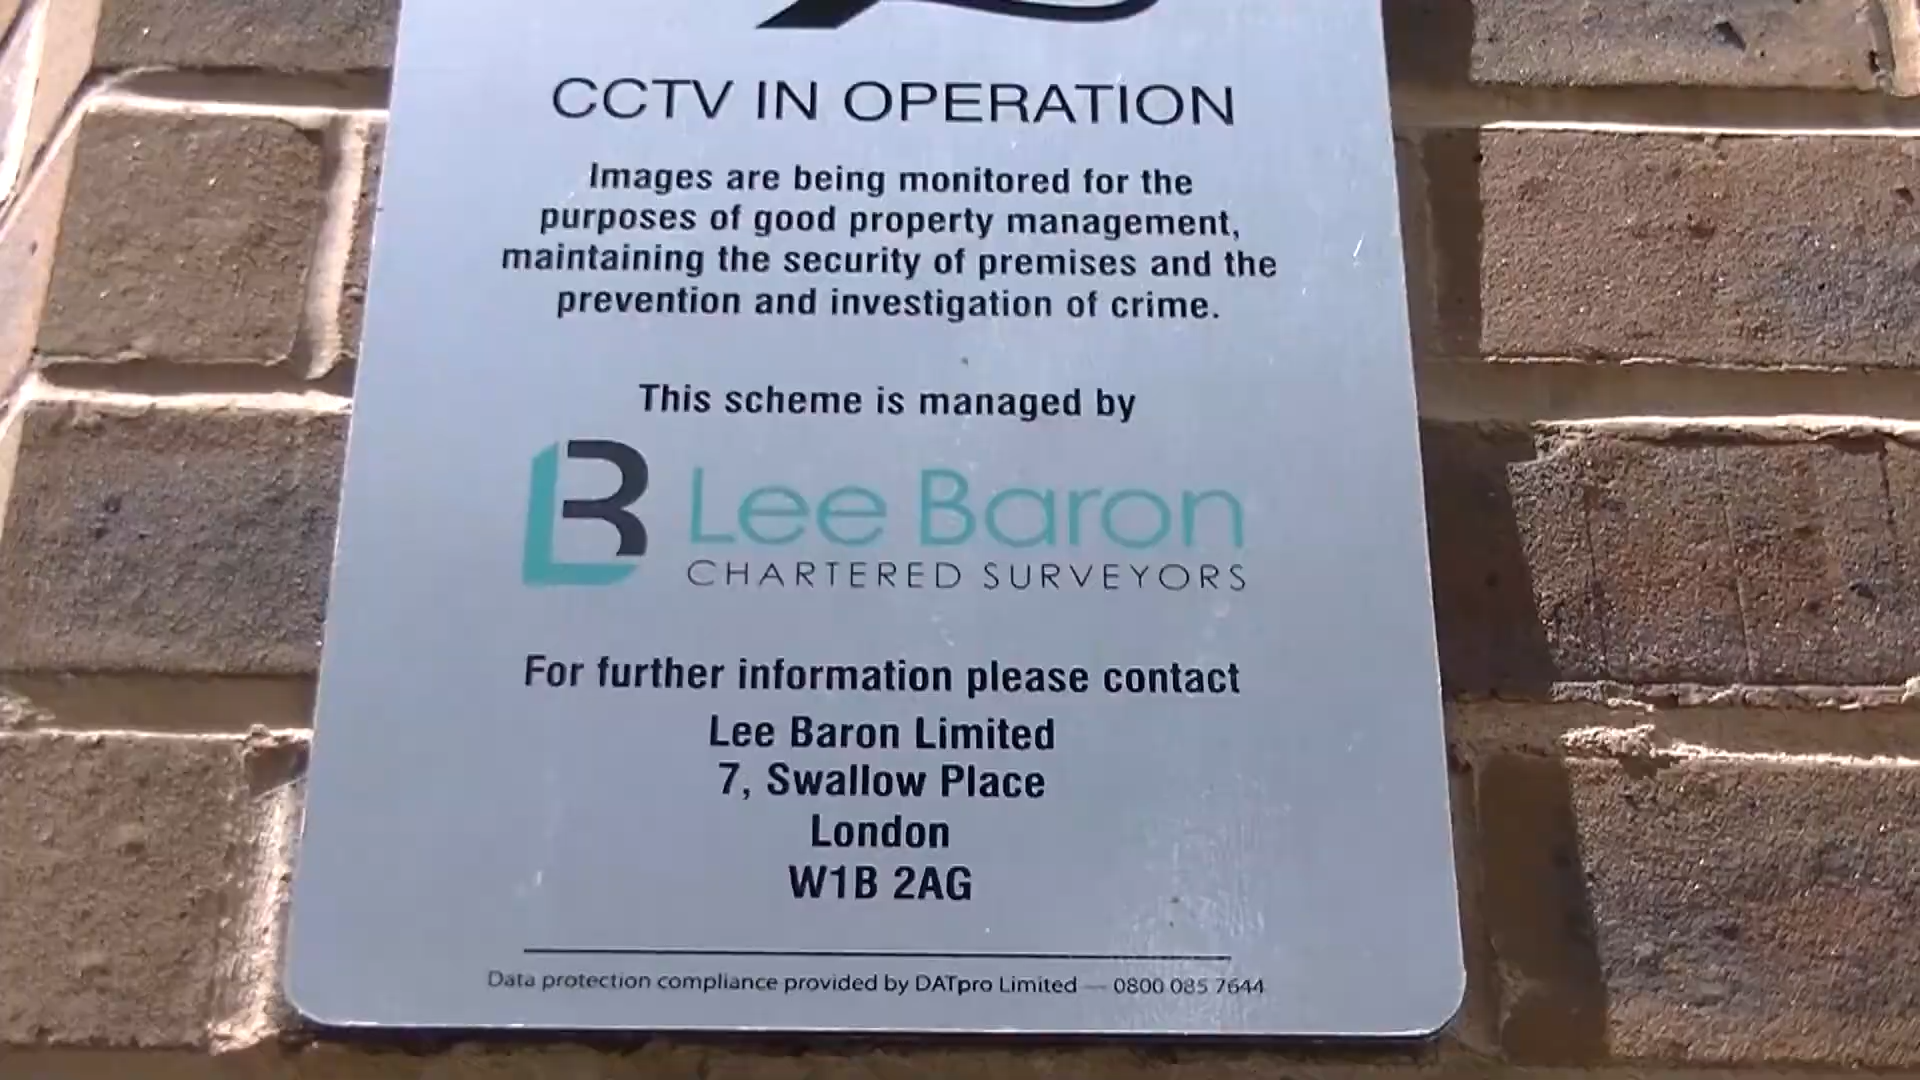 CCTV IN OPERATION
Images are being monitored for the
purposes of good property management,
maintaining the security of premises and the
prevention and investigation of crime.
This scheme is managed by
LB Lee Baron
CHARTERED SURVEYORS
For further information please contact
Lee Baron Limited
7, Swallow Place
London
W1B 2AG
Data protection compliance provided by DATpro Limited — 0800 085 7644